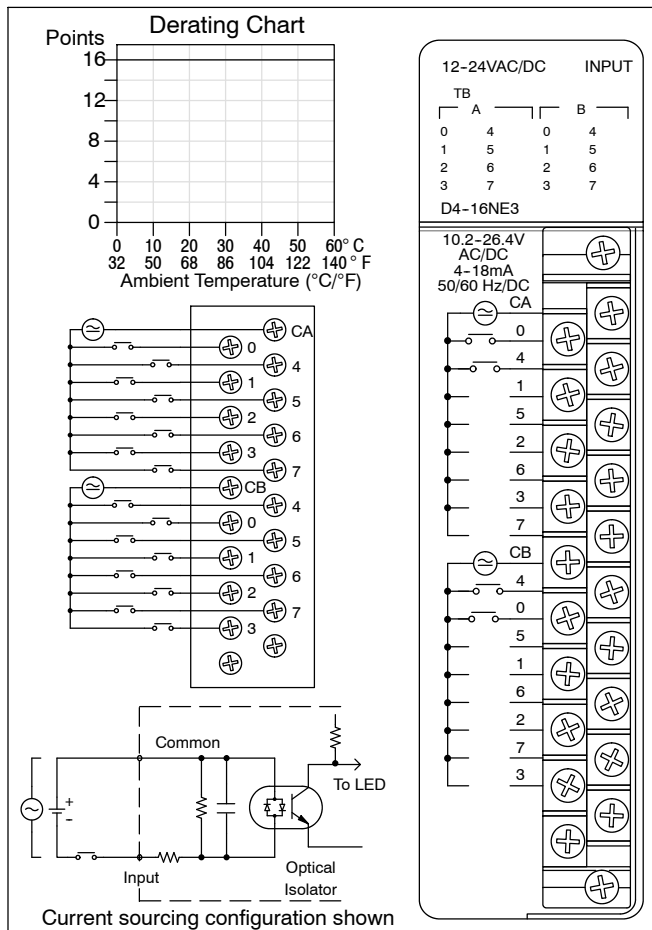 Derating Chart
Points
16
12
8
4
0
0 10 20 30 40 50 60° C
32 50 68 86 104 122 140° F
Ambient Temperature (°C/°F)
CA
0
4
1
5
2
6
3
7
CB
4
0
5
1
6
2
7
3
Common
To LED
Input
Optical
Isolator
Current sourcing configuration shown
12-24VAC/DC INPUT
TB
A B
0 4 0 4
1 5 1 5
2 6 2 6
3 7 3 7
D4-16NE3
10.2-26.4V
AC/DC
4-18mA
50/60 Hz/DC
CA
0
4
1
5
2
6
3
7
CB
4
0
5
1
6
2
7
3